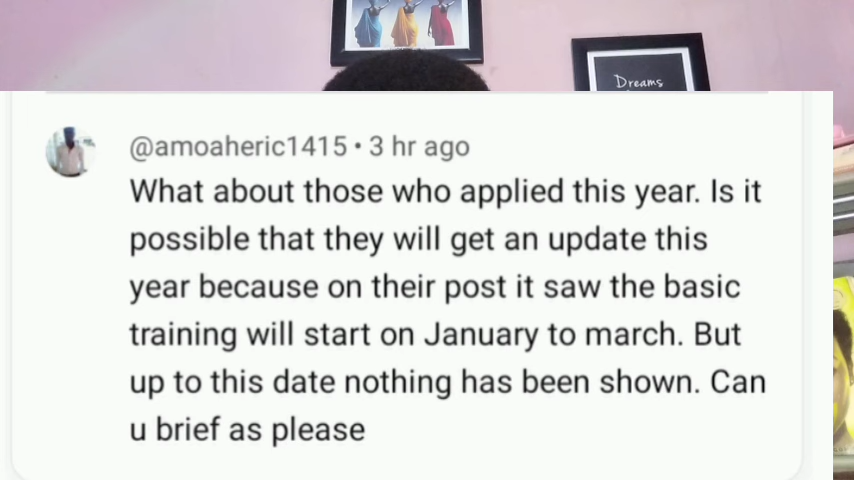 Dreams
@amoaheric1415 • 3 hr ago
What about those who applied this year. Is it
possible that they will get an update this
year because on their post it saw the basic
training will start on January to march. But
up to this date nothing has been shown. Can
u brief as please